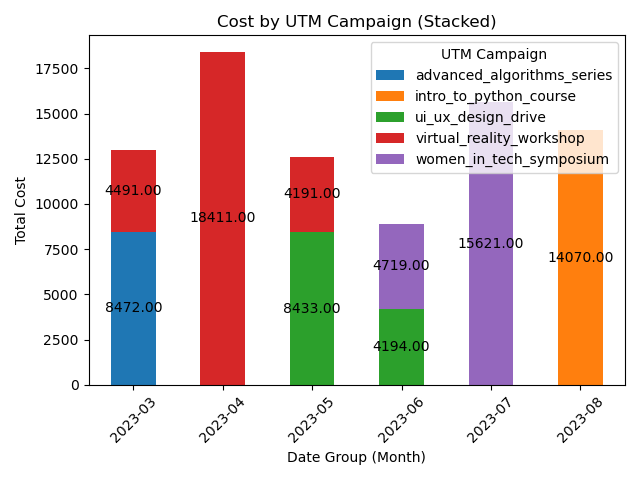 Cost by UTM Campaign (Stacked)
UTM Campaign
advanced_algorithms_series
intro_to_python_course
ui_ux_design_drive
virtual_reality_workshop
women_in_tech_symposium
Total Cost
17500
15000
12500
10000
7500
5000
2500
0
4491.00
8472.00
18411.00
4191.00
8433.00
4719.00
4194.00
15621.00
14070.00
2023-03
2023-04
2023-05
2023-06
2023-07
2023-08
Date Group (Month)